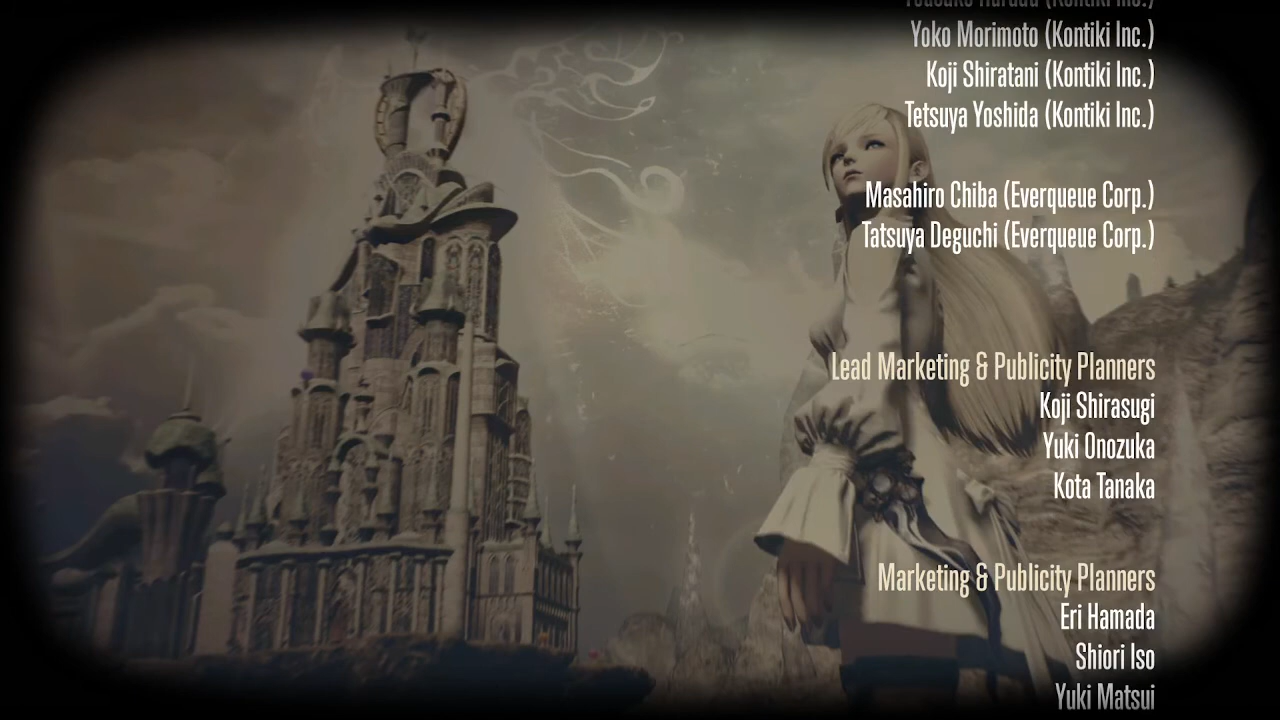 (Kontiki Inc.)
Yoko Morimoto (Kontiki Inc.)
Koji Shiratani (Kontiki Inc.)
Tetsuya Yoshida (Kontiki Inc.)
Masahiro Chiba (Everqueue Corp.)
Tatsuya Deguchi (Everqueue Corp.)
Lead Marketing & Publicity Planners
Koji Shirasugi
Yuki Onozuka
Kota Tanaka
Marketing & Publicity Planners
Eri Hamada
Shiori Iso
Yuki Matsui